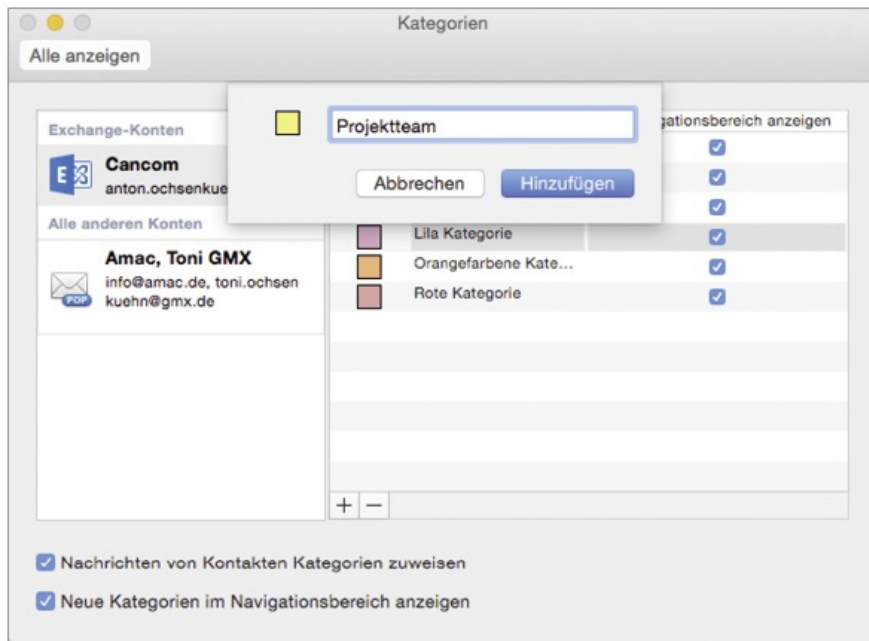 Kategorien
Alle anzeigen
Projektteam
Abbrechen
Hinzufügen
Exchange-Konten
Cancom
anton.ochsenkue
Alle anderen Konten
Amac, Toni GMX
info@amac.de, toni.ochsen
kuehn@gmx.de
POP
gationsbereich anzeigen
Lila Kategorie
Orangefarbene Kate...
Rote Kategorie
Nachrichten von Kontakten Kategorien zuweisen
Neue Kategorien im Navigationsbereich anzeigen